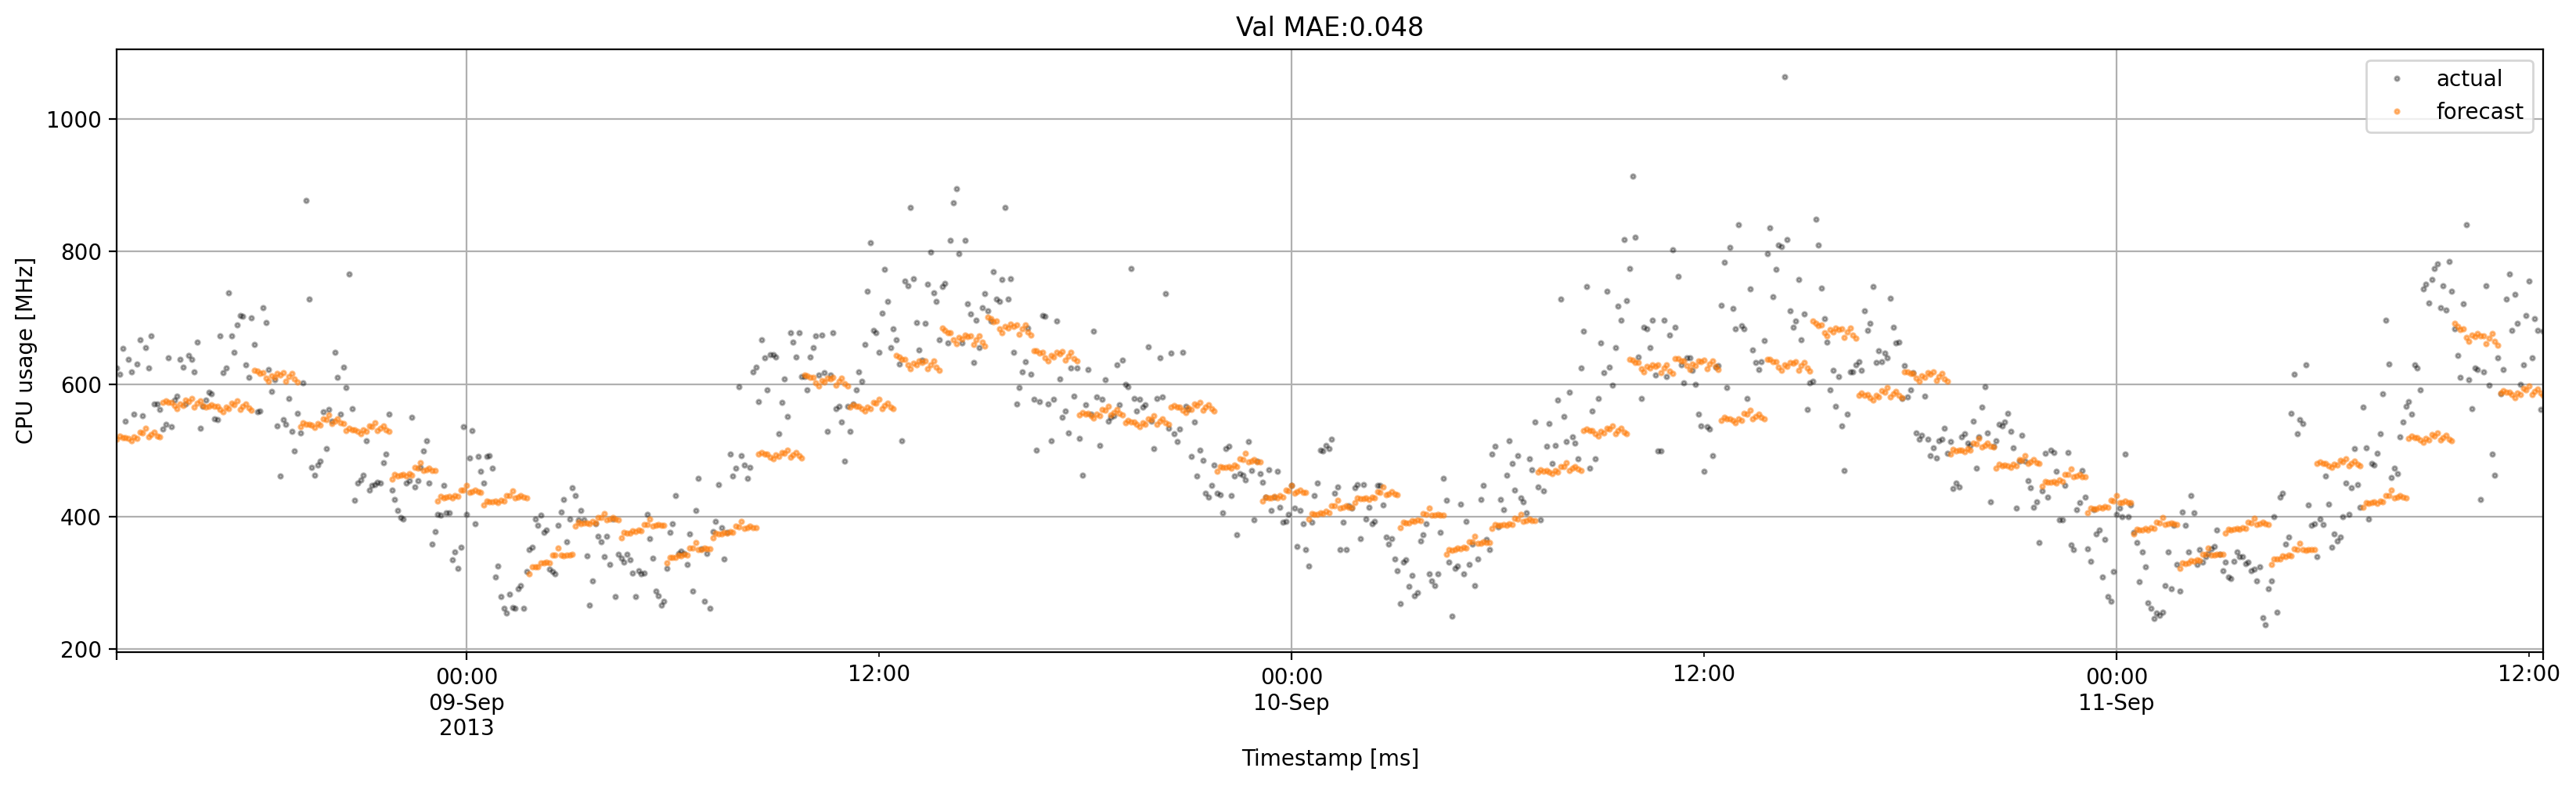 Val MAE:0.048
actual
forecast
1000
800
600
400
200
CPU usage [MHz]
00:00
09-Sep
2013
12:00
00:00
10-Sep
12:00
00:00
11-Sep
12:00
Timestamp [ms]